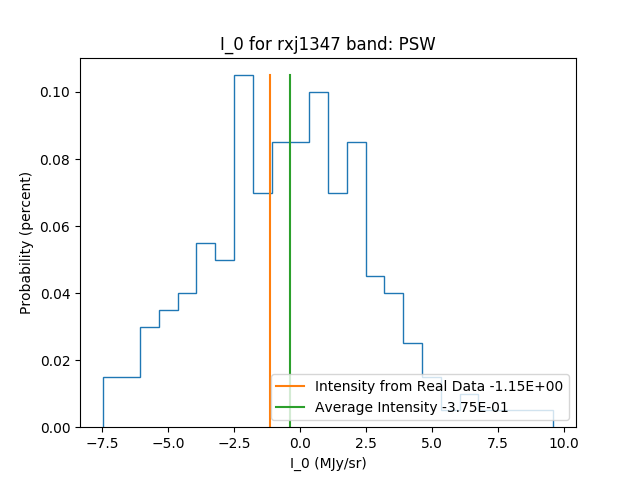 I_0 for rxj1347 band: PSW
Probability (percent)
0.10
0.08
0.06
0.04
0.02
0.00
Intensity from Real Data -1.15E+00
Average Intensity -3.75E-01
−7.5 −5.0 −2.5 0.0 2.5 5.0 7.5 10.0
I_0 (MJy/sr)